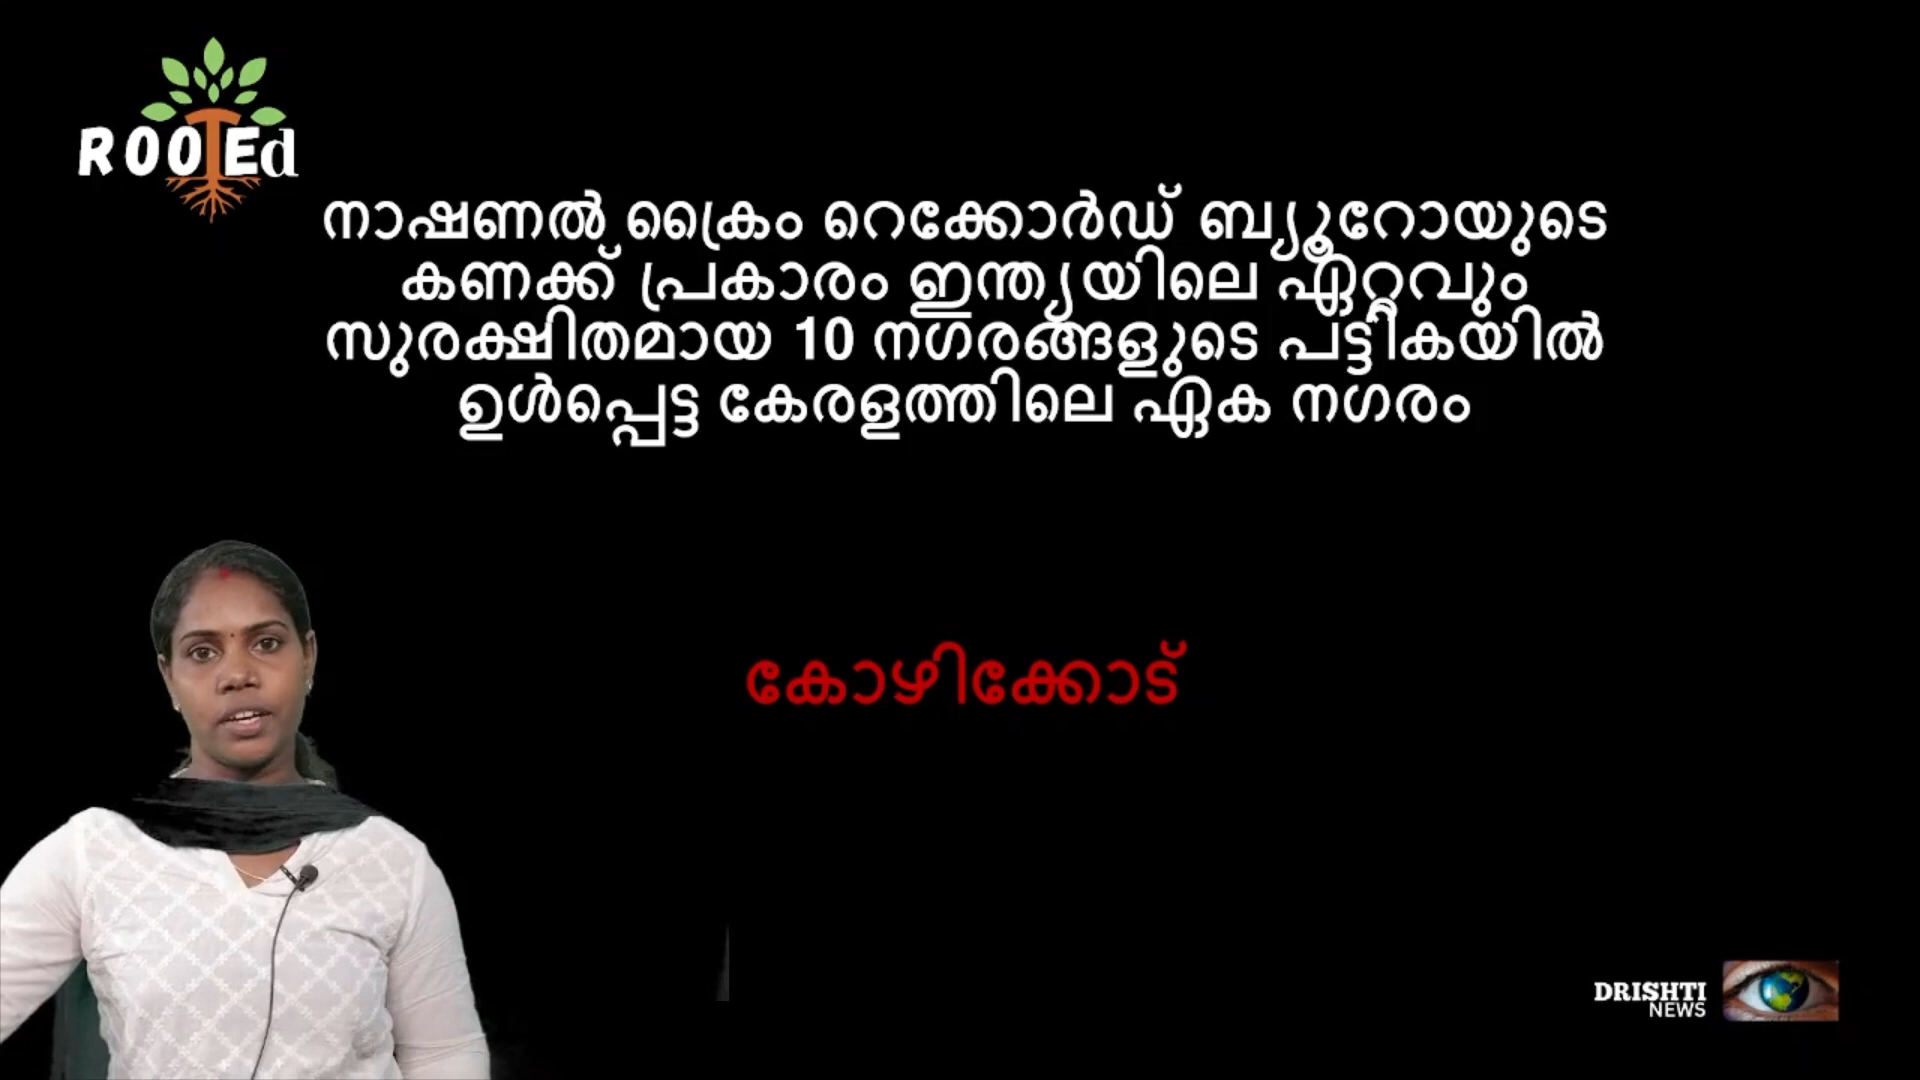 ROOTEd
നാഷണൽ ക്രൈം റെക്കോർഡ് ബ്യൂറോയുടെ
കണക്ക് പ്രകാരം ഇന്ത്യയിലെ ഏറ്റവും
സുരക്ഷിതമായ 10 നഗരങ്ങളുടെ പട്ടികയിൽ
ഉൾപ്പെട്ട കേരളത്തിലെ ഏക നഗരം
കോഴിക്കോട്
DRISHTI
NEWS